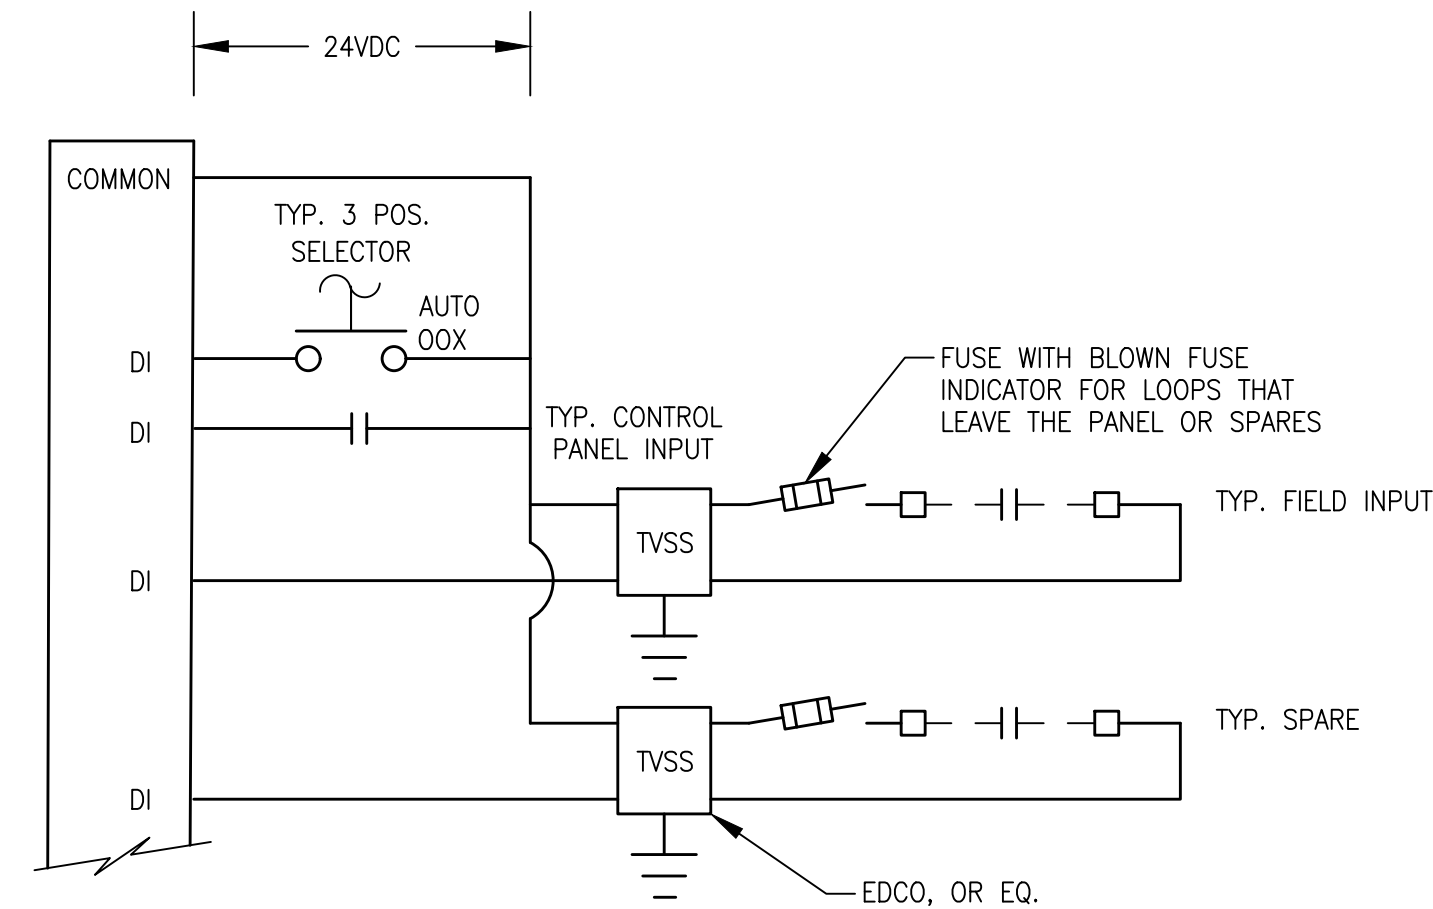 24VDC
COMMON
TYP. 3 POS.
SELECTOR
AUTO
OOX
DI
DI
TYP. CONTROL
PANEL INPUT
FUSE WITH BLOWN FUSE
INDICATOR FOR LOOPS THAT
LEAVE THE PANEL OR SPARES
TYP. FIELD INPUT
TVSS
DI
TYP. SPARE
TVSS
DI
EDCO, OR EQ.